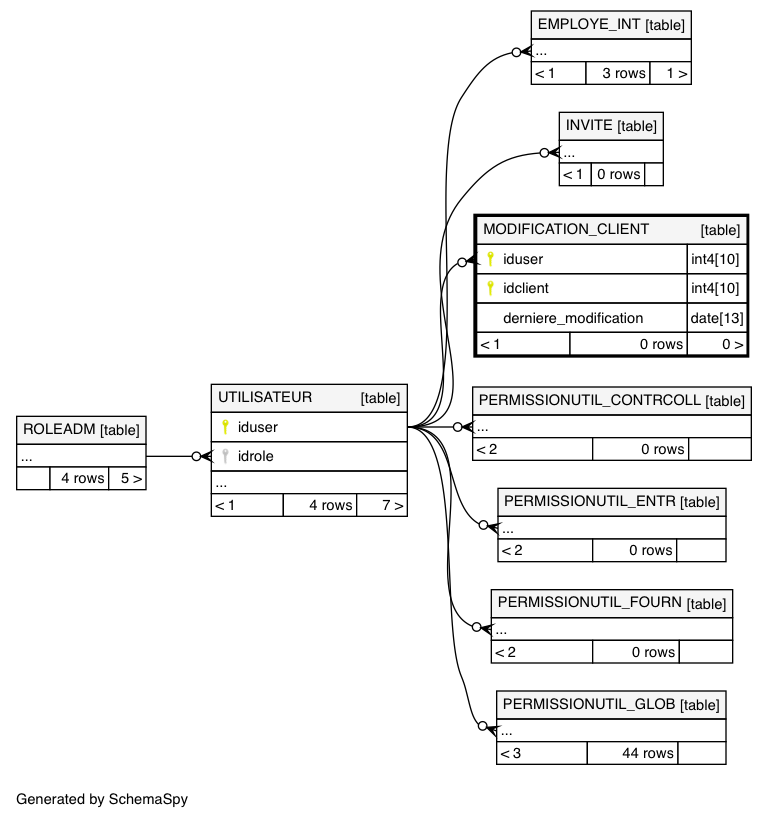 EMPLOYE_INT [table]
...
< 1 3 rows 1 >
INVITE [table]
...
< 1 0 rows
MODIFICATION_CLIENT [table]
iduser int4[10]
idclient int4[10]
derniere_modification date[13]
< 1 0 rows 0 >
UTILISATEUR [table]
iduser
idrole
...
< 1 4 rows 7 >
ROLEADM [table]
...
4 rows 5 >
PERMISSIONUTIL_CONTRCOLL [table]
...
< 2 0 rows
PERMISSIONUTIL_ENTR [table]
...
< 2 0 rows
PERMISSIONUTIL_FOURN [table]
...
< 2 0 rows
PERMISSIONUTIL_GLOB [table]
...
< 3 44 rows
Generated by SchemaSpy